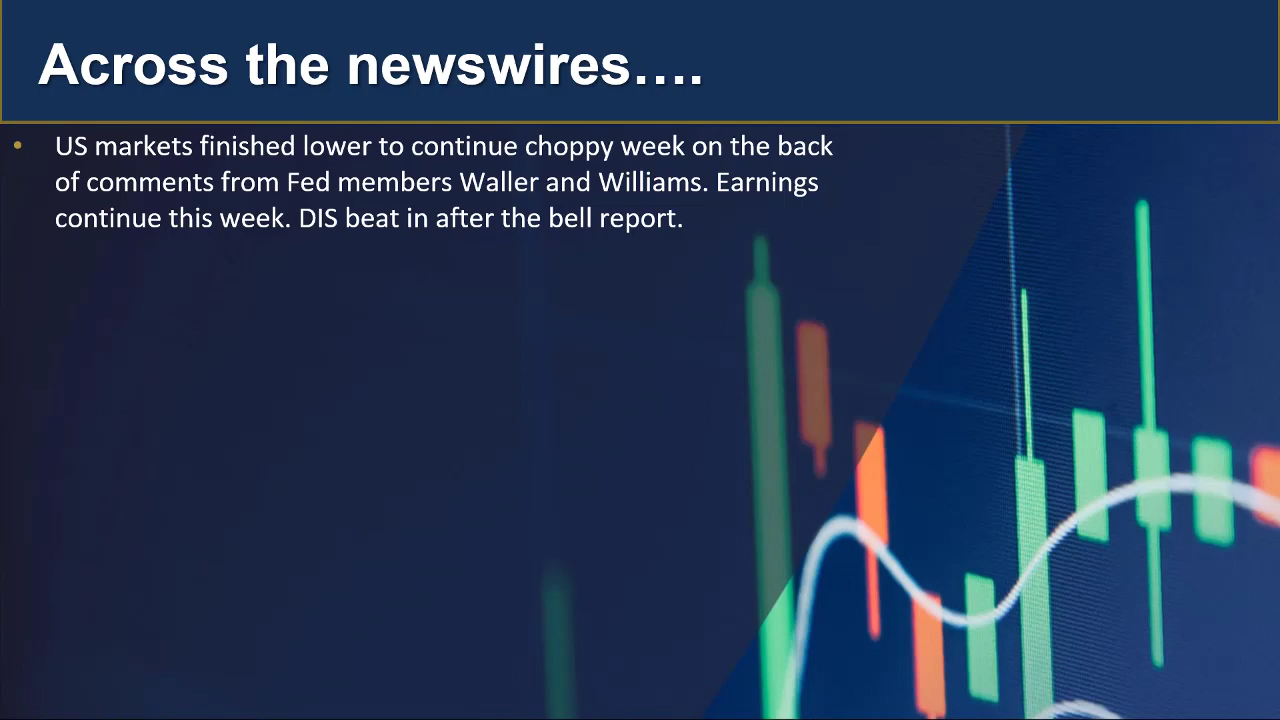 Across the newswires….
• US markets finished lower to continue choppy week on the back
of comments from Fed members Waller and Williams. Earnings
continue this week. DIS beat in after the bell report.